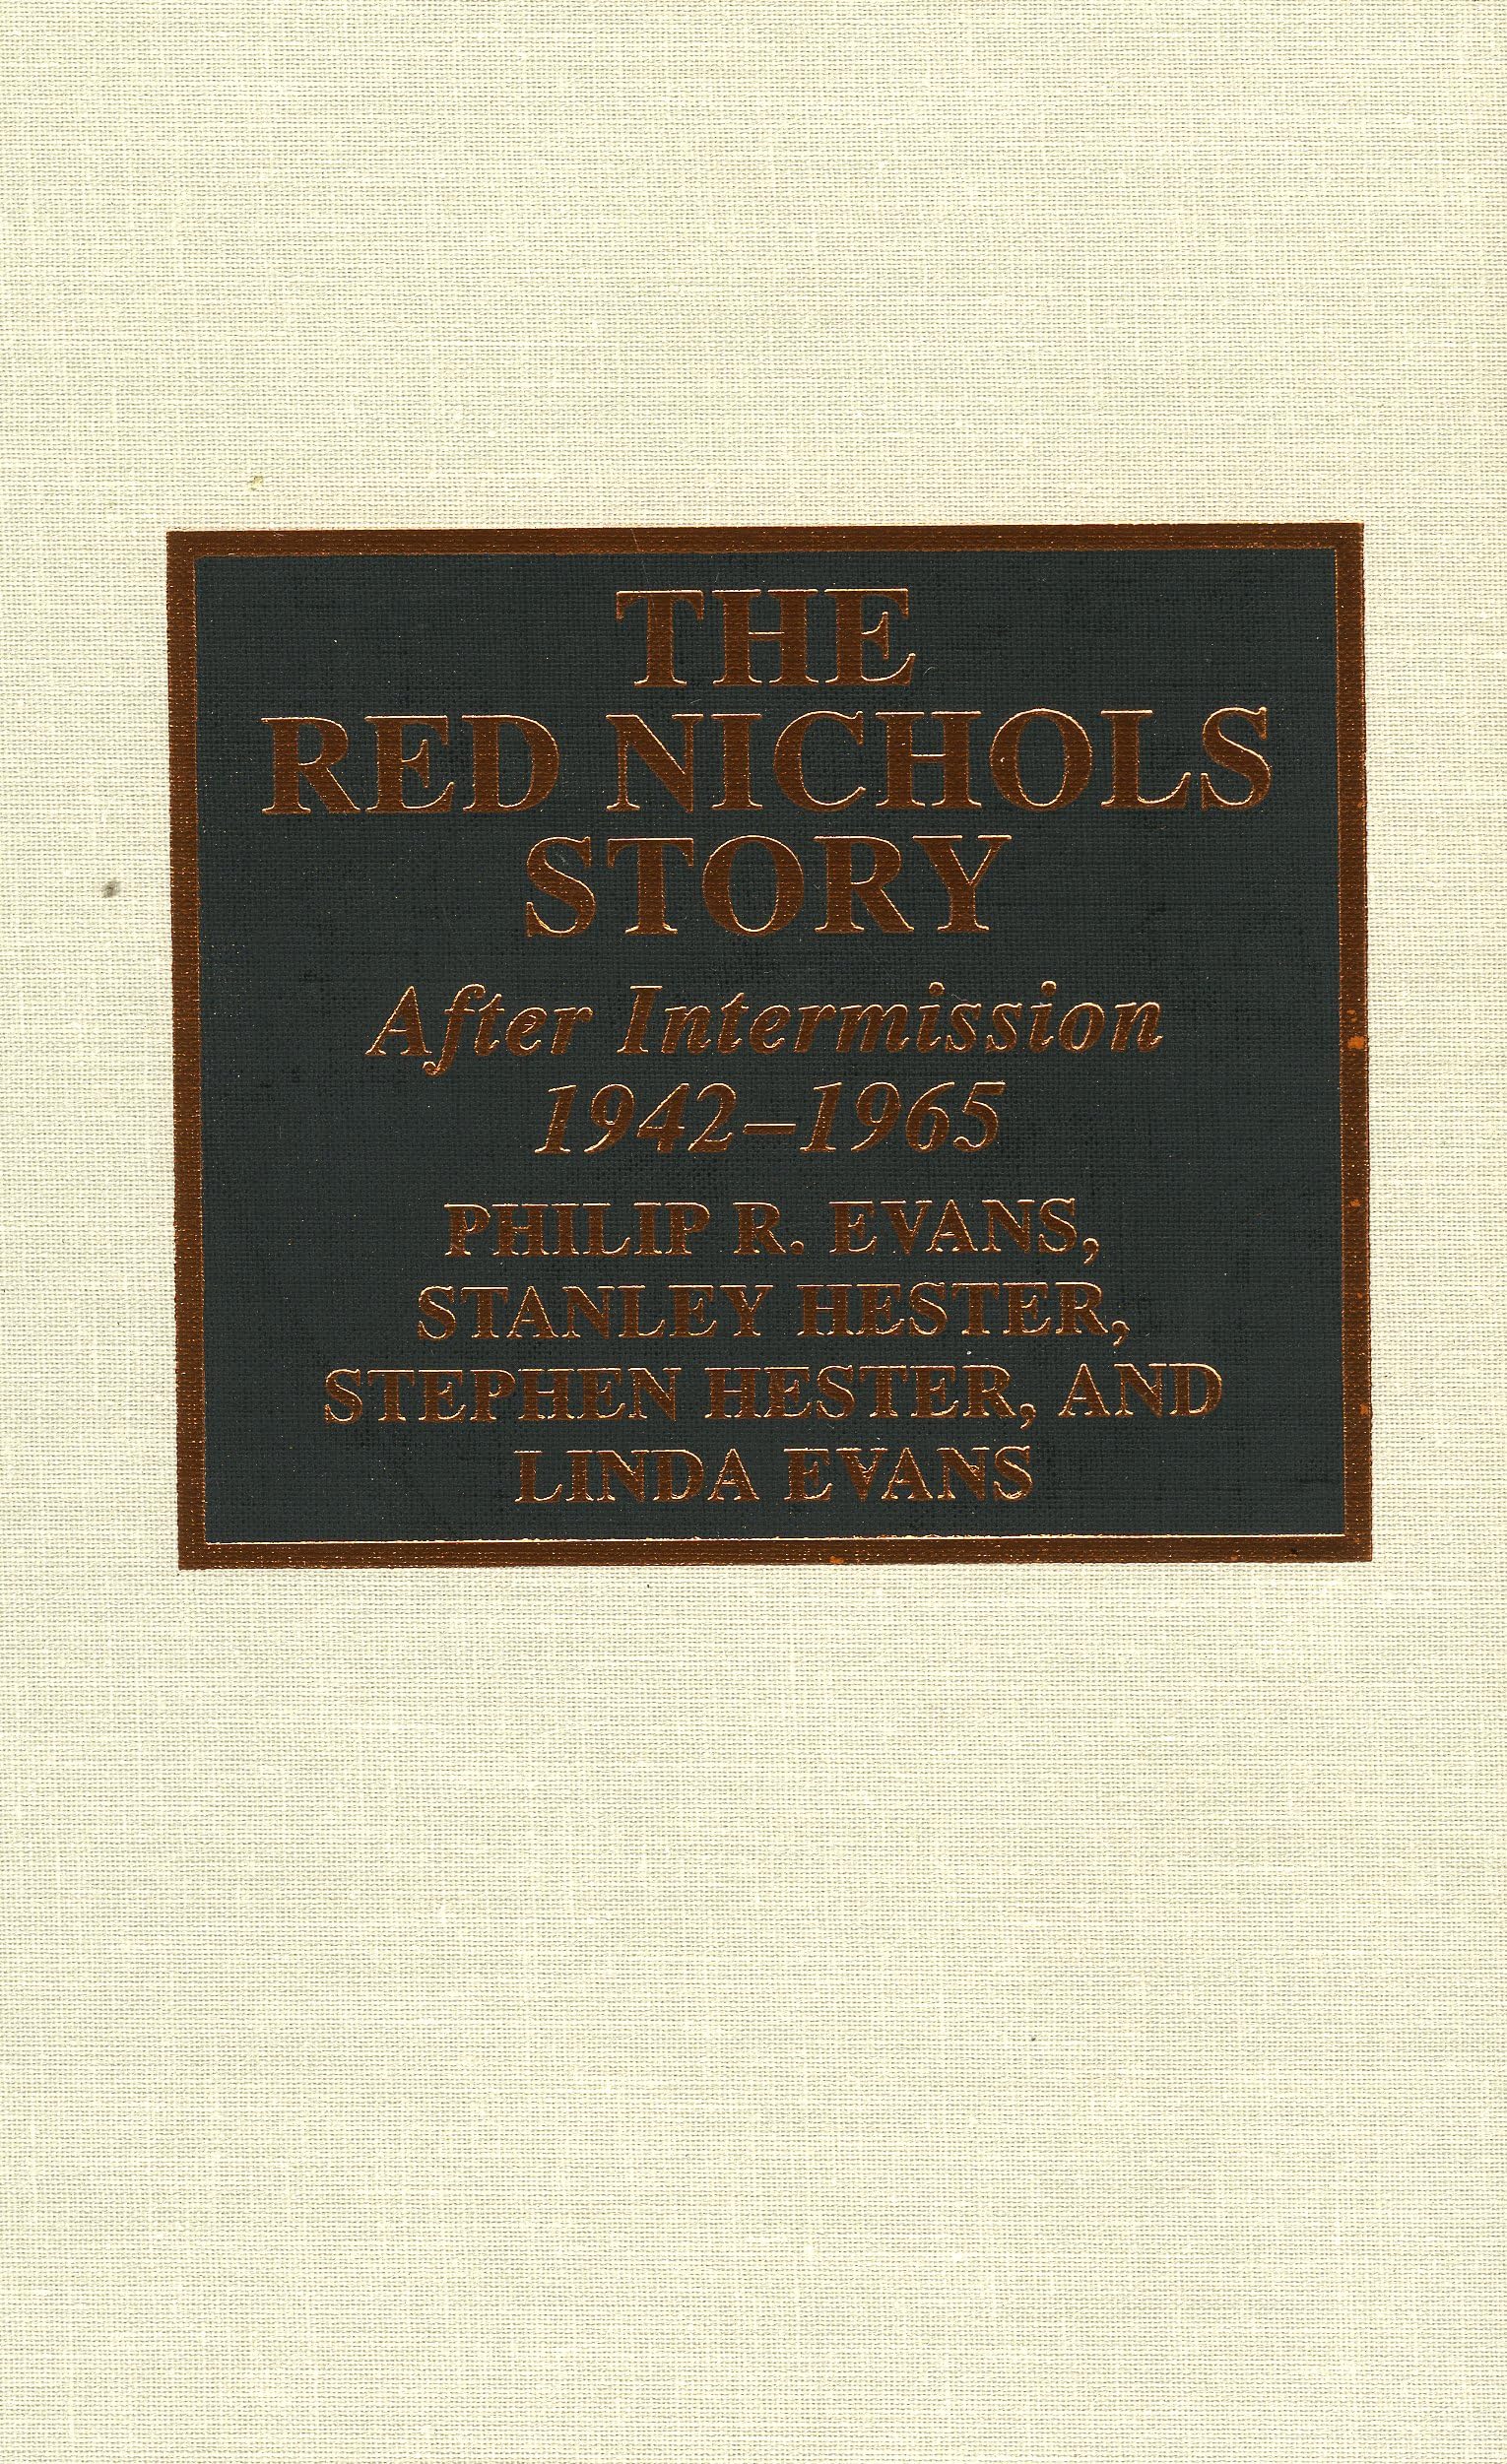 THE
RED NICHOLS
STORY
After Intermission
1942–1965
PHILIP R. EVANS,
STANLEY HESTER,
STEPHEN HESTER, AND
LINDA EVANS